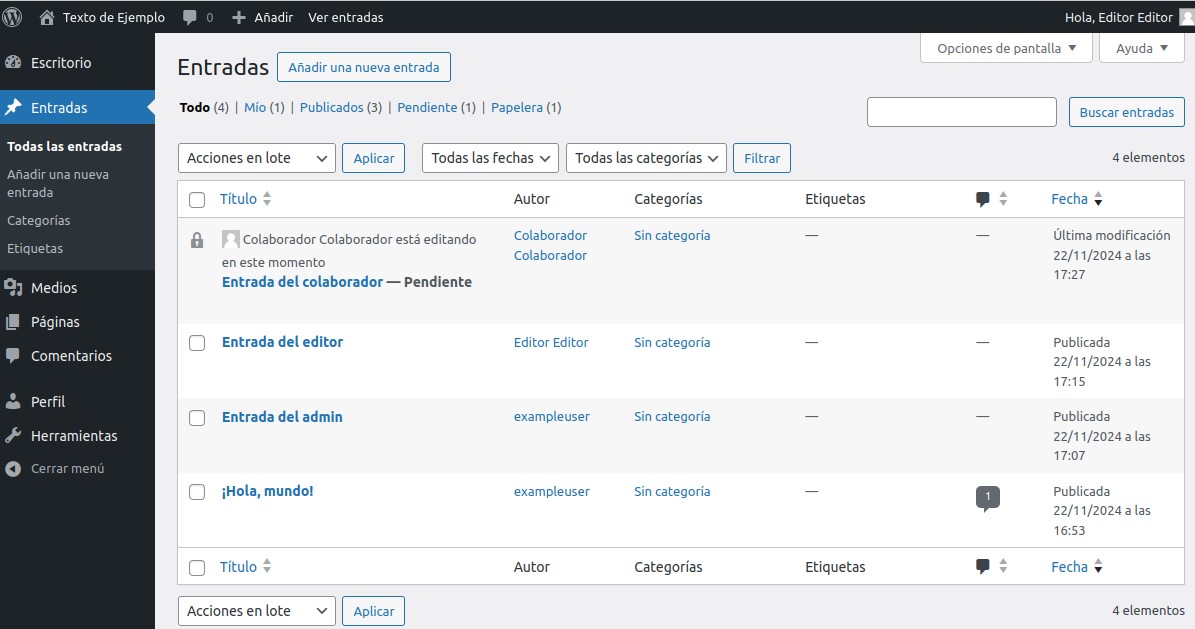 Texto de Ejemplo 0 Añadir Ver entradas Hola, Editor Editor
Escritorio
Entradas
Todas las entradas
Añadir una nueva
entrada
Categorías
Etiquetas
Medios
Páginas
Comentarios
Perfil
Herramientas
Cerrar menú
Opciones de pantalla Ayuda
Entradas Añadir una nueva entrada
Todo (4) | Mío (1) | Publicados (3) | Pendiente (1) | Papelera (1)
Buscar entradas
Acciones en lote Aplicar Todas las fechas Todas las categorías Filtrar 4 elementos
Título Autor Categorías Etiquetas Fecha
Colaborador Colaborador está editando
en este momento
Entrada del colaborador — Pendiente
Colaborador
Colaborador
Sin categoría
—
—
Última modificación
22/11/2024 a las
17:27
Entrada del editor
Editor Editor
Sin categoría
—
—
Publicada
22/11/2024 a las
17:15
Entrada del admin
exampleuser
Sin categoría
—
—
Publicada
22/11/2024 a las
17:07
¡Hola, mundo!
exampleuser
Sin categoría
—
1
Publicada
22/11/2024 a las
16:53
Título Autor Categorías Etiquetas Fecha
Acciones en lote Aplicar 4 elementos